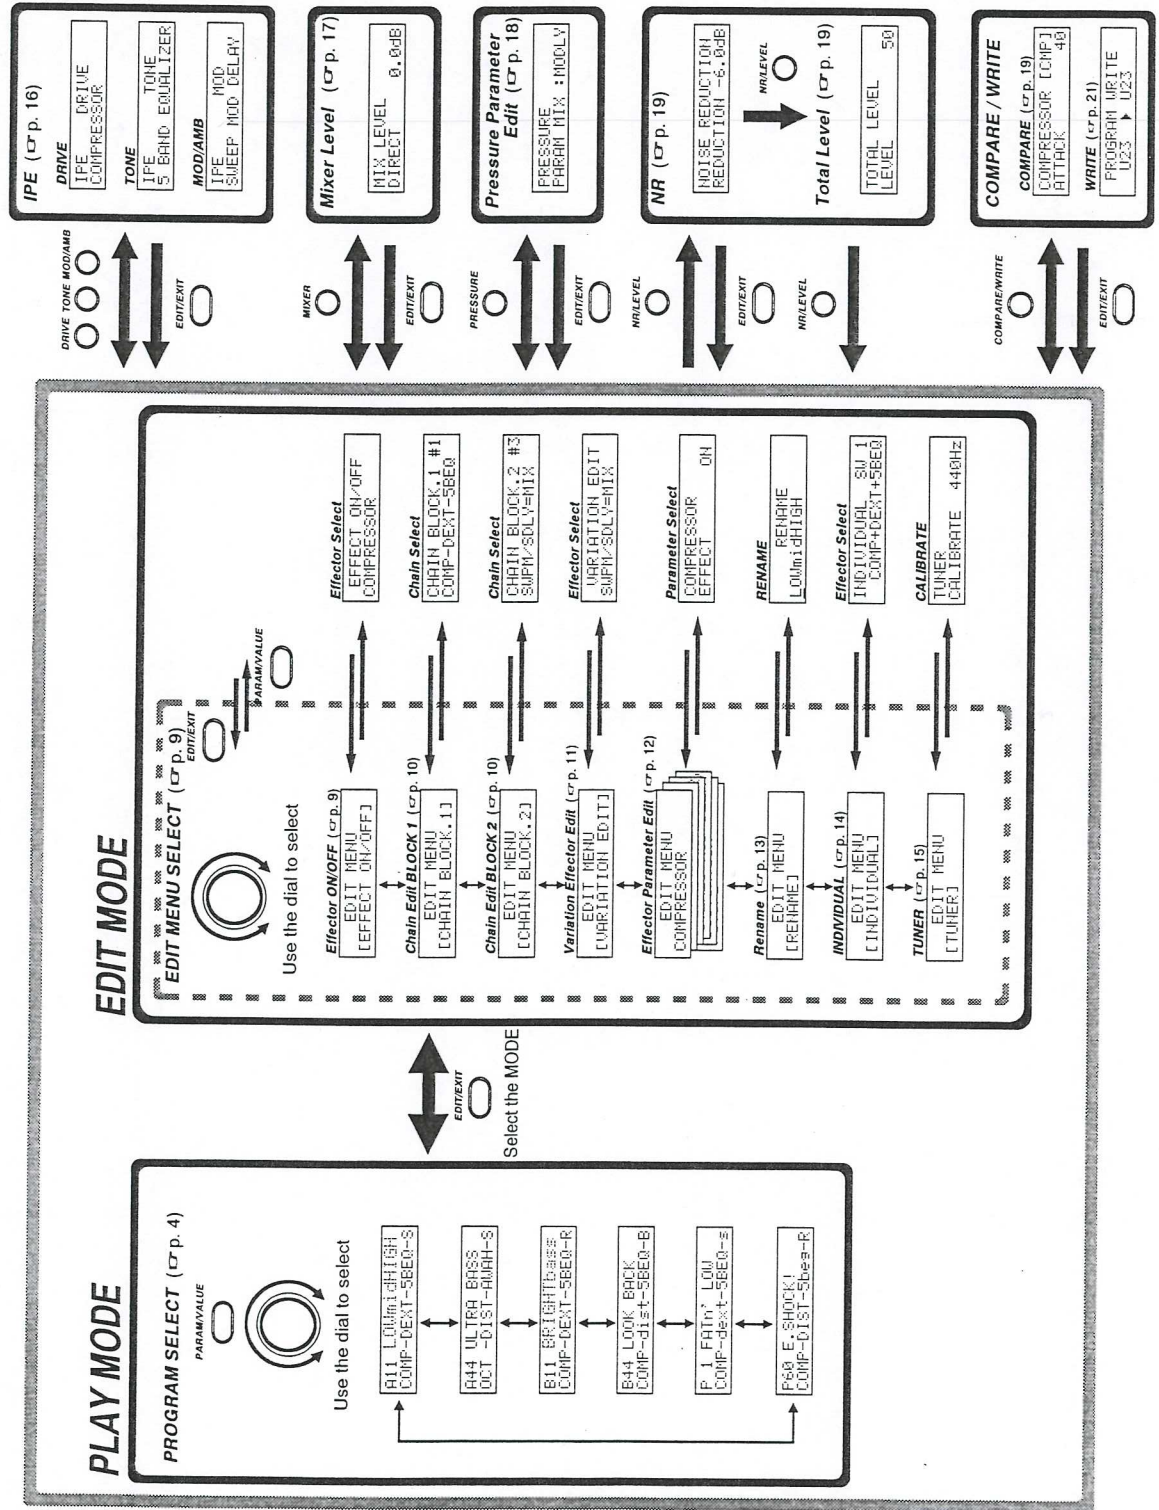 PLAY MODE
PROGRAM SELECT (☞p. 4)
PARAM/VALUE
Use the dial to select
A11 LOWmidHIGH
COMP-DEXT-5BEQ-S
A44 ULTRA BASS
OCT -DIST-AWAH-S
B11 BRIGHTbass
COMP-DEXT-5BEQ-R
B44 LOOK BACK
COMP-dist-5BEQ-B
P 1 FATn' LOW
COMP-dext-5BEQ-s
P60 E.SHOCK!
COMP-DIST-5beq-R
EDIT/EXIT
Select the MODE
EDIT MODE
EDIT MENU SELECT (☞p. 9)
EDIT/EXIT
PARAM/VALUE
Use the dial to select
Effector ON/OFF (☞p. 9)
EDIT MENU
[EFFECT ON/OFF]
Effector Select
EFFECT ON/OFF
COMPRESSOR
Chain Edit BLOCK 1 (☞p. 10)
EDIT MENU
[CHAIN BLOCK.1]
Chain Select
CHAIN BLOCK.1 #1
COMP-DEXT-5BEQ
Chain Edit BLOCK 2 (☞p. 10)
EDIT MENU
[CHAIN BLOCK.2]
Chain Select
CHAIN BLOCK.2 #3
SWPM/SDLY=MIX
Variation Effector Edit (☞p. 11)
EDIT MENU
[VARIATION EDIT]
Effector Select
VARIATION EDIT
SWPM/SDLY=MIX
Effector Parameter Edit (☞p. 12)
EDIT MENU
COMPRESSOR
Parameter Select
COMPRESSOR
EFFECT ON
Rename (☞p. 13)
EDIT MENU
[RENAME]
RENAME
RENAME
LOWmidHIGH
INDIVIDUAL (☞p. 14)
EDIT MENU
[INDIVIDUAL]
Effector Select
INDIVIDUAL SW 1
COMP+DEXT+5BEQ
TUNER (☞p. 15)
EDIT MENU
[TUNER]
CALIBRATE
TUNER
CALIBRATE 440Hz
DRIVE TONE MOD/AMB
EDIT/EXIT
IPE (☞p. 16)
DRIVE
IPE DRIVE
COMPRESSOR
TONE
IPE TONE
5 BAND EQUALIZER
MOD/AMB
IPE MOD
SWEEP MOD DELAY
MIXER
EDIT/EXIT
Mixer Level (☞p. 17)
MIX LEVEL
DIRECT 0.0dB
PRESSURE
EDIT/EXIT
Pressure Parameter
Edit (☞p. 18)
PRESSURE
PARAM MIX :MODLY
NR/LEVEL
EDIT/EXIT
NR (☞p. 19)
NOISE REDUCTION
REDUCTION -6.0dB
NR/LEVEL
NR/LEVEL
Total Level (☞p. 19)
TOTAL LEVEL
LEVEL 50
COMPARE/WRITE
EDIT/EXIT
COMPARE / WRITE
COMPARE (☞p. 19)
COMPRESSOR [CMP]
ATTACK 40
WRITE (☞p. 21)
PROGRAM WRITE
U23 ▶ U23